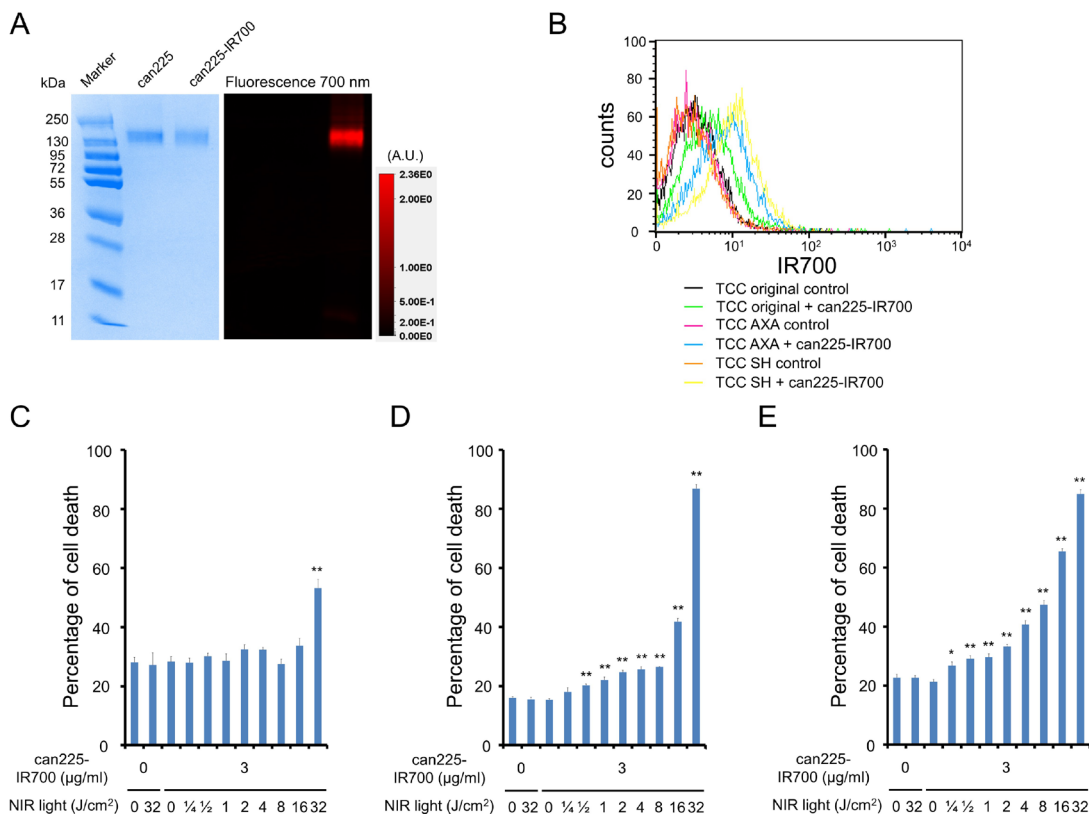 A
Marker
can225
can225-IR700
kDa
Fluorescence 700 nm
250
130
95
72
55
36
28
17
11
(A.U.)
2.36E0
2.00E0
1.00E0
5.00E-1
2.00E-1
0.00E0
B
counts
100
80
60
40
20
0
0 10¹ 10² 10³ 10⁴
IR700
TCC original control
TCC original + can225-IR700
TCC AXA control
TCC AXA + can225-IR700
TCC SH control
TCC SH + can225-IR700
C
Percentage of cell death
100
80
60
40
20
0
**
can225-
IR700 (μg/ml)
0 3
NIR light (J/cm²) 0 32 0 ¼ ½ 1 2 4 8 16 32
D
Percentage of cell death
100
80
60
40
20
0
** ** ** ** ** ** **
can225-
IR700 (μg/ml)
0 3
NIR light (J/cm²) 0 32 0 ¼ ½ 1 2 4 8 16 32
E
Percentage of cell death
100
80
60
40
20
0
* ** ** ** ** ** ** **
can225-
IR700 (μg/ml)
0 3
NIR light (J/cm²) 0 32 0 ¼ ½ 1 2 4 8 16 32